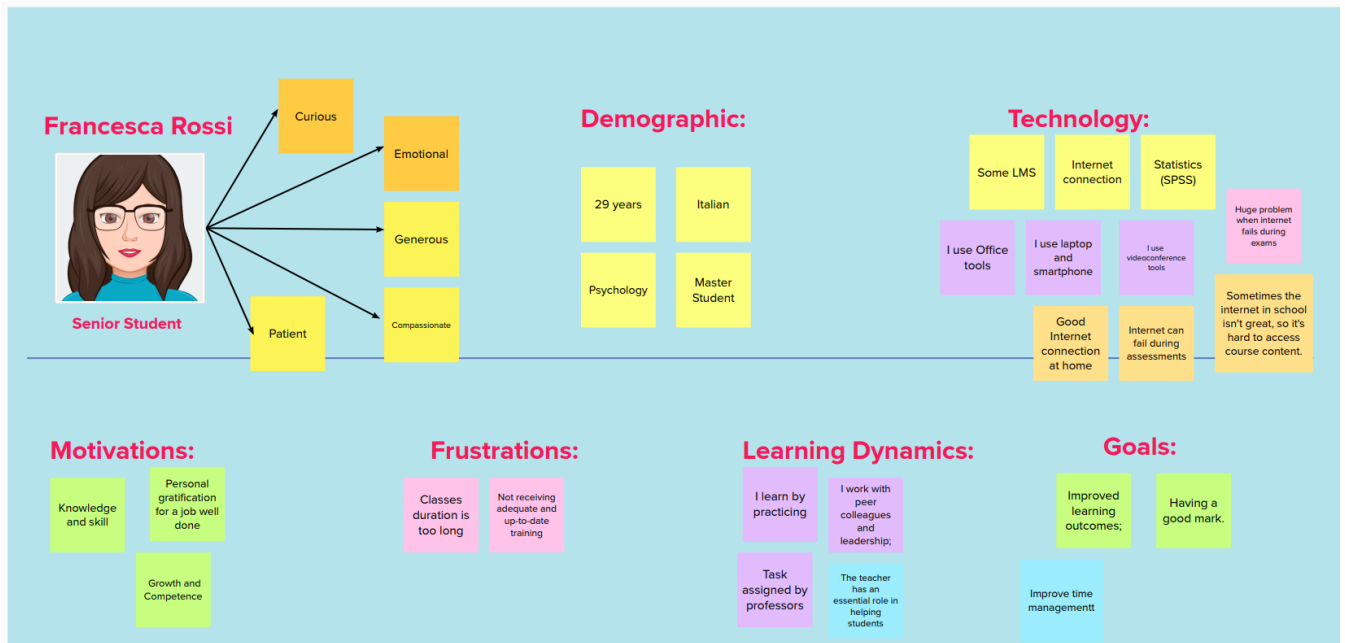 Francesca Rossi
Senior Student
Curious
Emotional
Generous
Compassionate
Patient
Demographic:
29 years
Italian
Psychology
Master
Student
Technology:
Some LMS
Internet
connection
Statistics
(SPSS)
Huge problem
when internet
fails during
exams
I use Office
tools
I use laptop
and
smartphone
I use
videoconference
tools
Good
Internet
connection
at home
Internet can
fail during
assessments
Sometimes the
internet in school
isn't great, so it's
hard to access
course content.
Motivations:
Knowledge
and skill
Personal
gratification
for a job well
done
Growth and
Competence
Frustrations:
Classes
duration is
too long
Not receiving
adequate and
up-to-date
training
Learning Dynamics:
I learn by
practicing
I work with
peer
colleagues
and
leadership;
Task
assigned by
professors
The teacher
has an
essential role in
helping
students
Goals:
Improved
learning
outcomes;
Having a
good mark.
Improve time
managementt